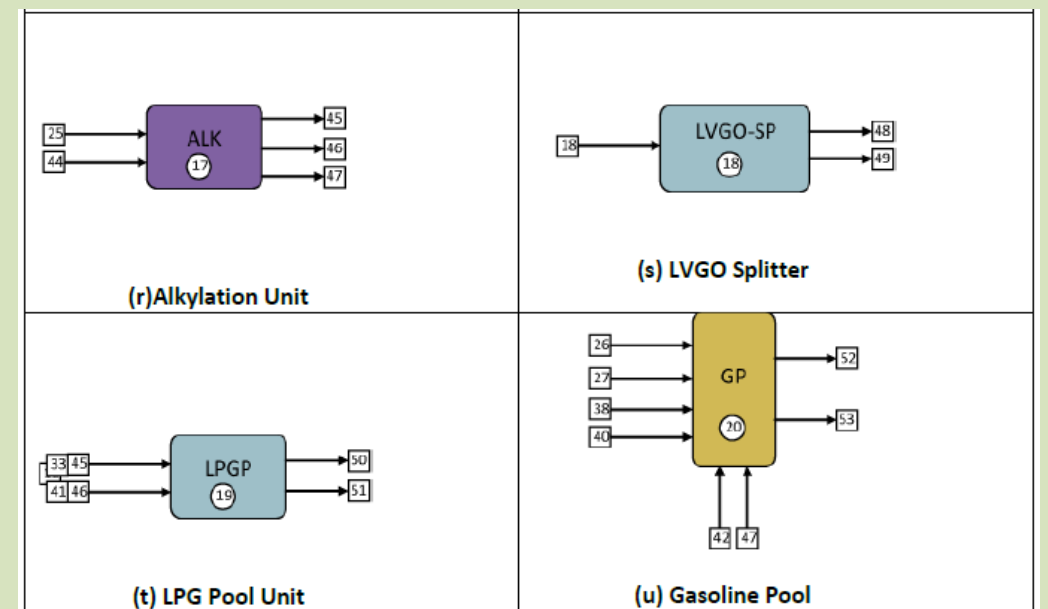 25
44
ALK
17
45
46
47
(r)Alkylation Unit
18
LVGO-SP
18
48
49
(s) LVGO Splitter
33 45
41 46
LPGP
19
50
51
(t) LPG Pool Unit
26
27
38
40
GP
20
52
53
42 47
(u) Gasoline Pool